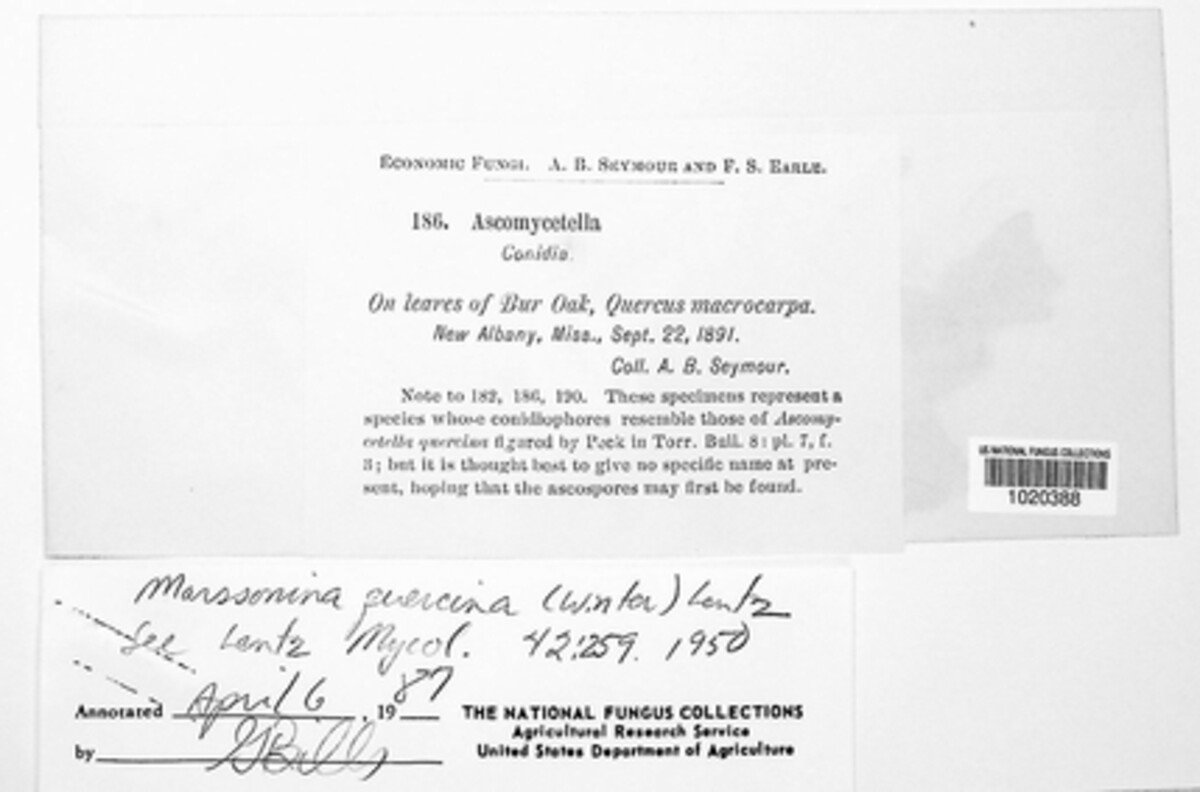 ECONOMIC FUNGI. A. B. SEYMOUR AND F. S. EARLE.
186. Ascomycetella
Conidia.
On leaves of Bur Oak, Quercus macrocarpa.
New Albany, Miss., Sept. 22, 1891.
Coll. A. B. Seymour.
Note to 182, 186, 190. These specimens represent a
species whose conidiophores resemble those of Ascomy-
cetella quercina figured by Peck in Torr. Bull. 8: pl. 7, f.
3; but it is thought best to give no specific name at pre-
sent, hoping that the ascospores may first be found.
US NATIONAL FUNGUS COLLECTIONS
1020388
Marssonina quercina (Winter) Lentz
See Lentz Mycol. 42:259. 1950
Annotated April 6, 1987
by GBills
THE NATIONAL FUNGUS COLLECTIONS
Agricultural Research Service
United States Department of Agriculture